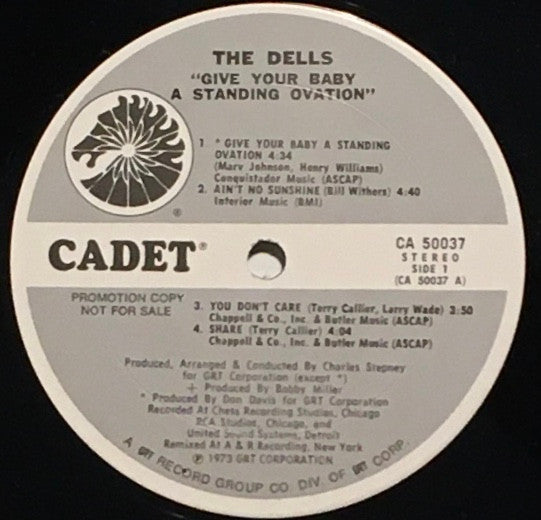 THE DELLS
"GIVE YOUR BABY
A STANDING OVATION"
1. * GIVE YOUR BABY A STANDING
OVATION 4:34
(Marv Johnson, Henry Williams)
Conquistador Music (ASCAP)
2. AIN'T NO SUNSHINE (Bill Withers) 4:40
Interior Music (BMI)
®
CADET®
CA 50037
STEREO
SIDE 1
(CA 50037 A)
PROMOTION COPY
NOT FOR SALE
3. YOU DON'T CARE (Terry Callier, Larry Wade) 3:50
Chappell & Co., Inc. & Butler Music (ASCAP)
4. SHARE (Terry Callier) 4:04
Chappell & Co., Inc. & Butler Music (ASCAP)
Produced, Arranged & Conducted By Charles Stepney
for GRT Corporation (except *)
+ Produced By Bobby Miller
* Produced By Don Davis for GRT Corporation
Recorded At Chess Recording Studios, Chicago
RCA Studios, Chicago, and
United Sound Systems, Detroit
Remixed At A & R Recording, New York
℗ 1973 GRT CORPORATION
A GRT RECORD GROUP CO. DIV. OF GRT CORP.